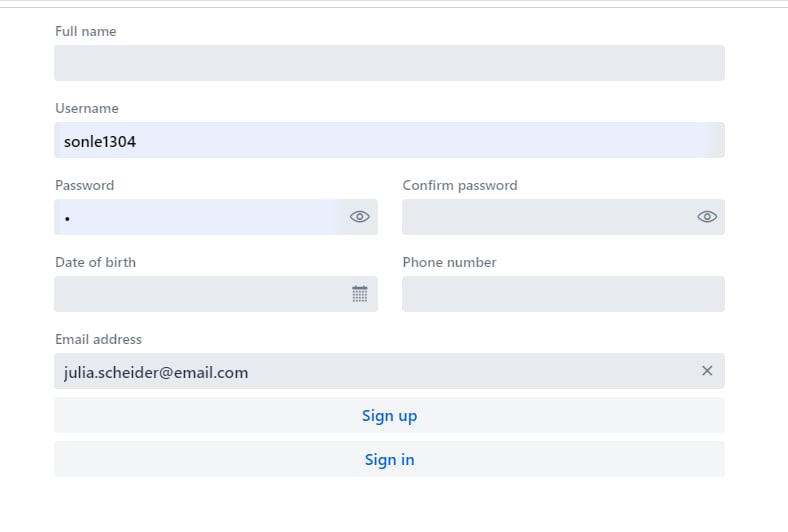 Full name
Username
sonle1304
Password Confirm password
•
Date of birth Phone number
Email address
julia.scheider@email.com
Sign up
Sign in